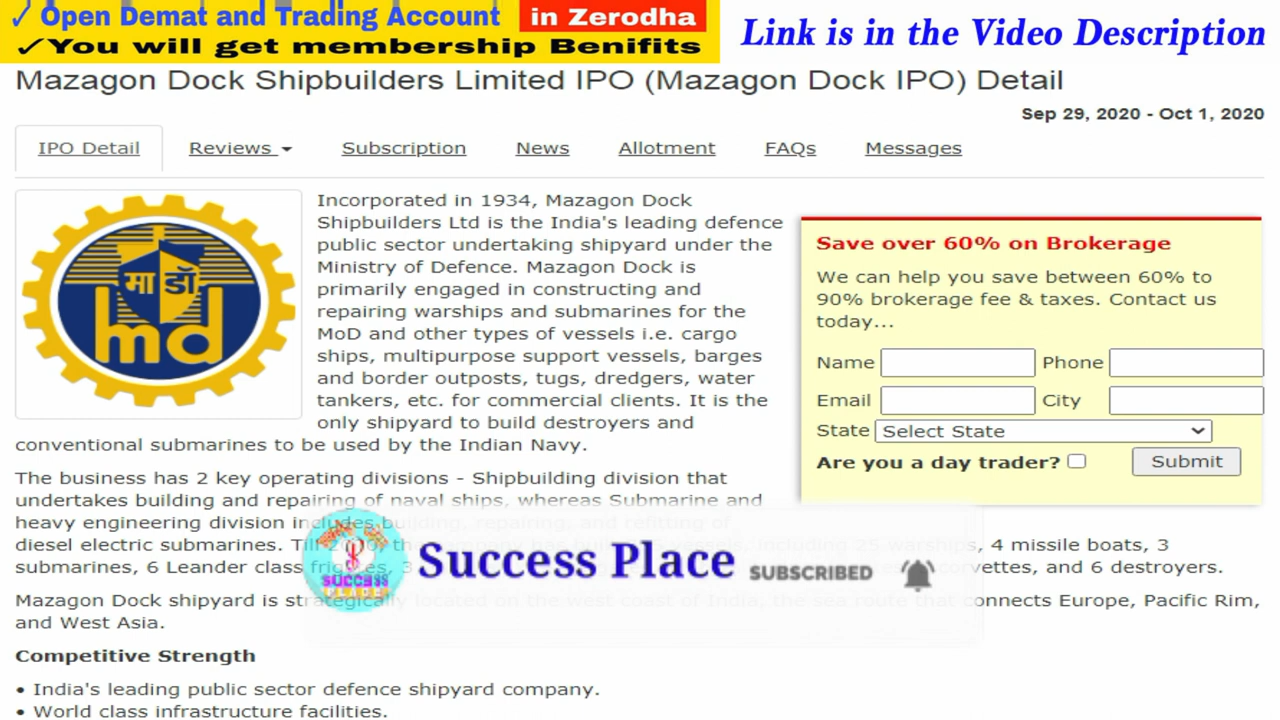 ✓ Open Demat and Trading Account in Zerodha
✓You will get membership Benifits
Link is in the Video Description
Mazagon Dock Shipbuilders Limited IPO (Mazagon Dock IPO) Detail
Sep 29, 2020 - Oct 1, 2020
IPO Detail Reviews Subscription News Allotment FAQs Messages
मा डॉ
md
Incorporated in 1934, Mazagon Dock
Shipbuilders Ltd is the India's leading defence
public sector undertaking shipyard under the
Ministry of Defence. Mazagon Dock is
primarily engaged in constructing and
repairing warships and submarines for the
MoD and other types of vessels i.e. cargo
ships, multipurpose support vessels, barges
and border outposts, tugs, dredgers, water
tankers, etc. for commercial clients. It is the
only shipyard to build destroyers and
conventional submarines to be used by the Indian Navy.
Save over 60% on Brokerage
We can help you save between 60% to
90% brokerage fee & taxes. Contact us
today...
Name Phone
Email City
State Select State
Are you a day trader? Submit
The business has 2 key operating divisions - Shipbuilding division that
undertakes building and repairing of naval ships, whereas Submarine and
heavy engineering division includes building, repairing, and refitting of
diesel electric submarines. Till the company has 25 warships, 4 missile boats, 3
submarines, 6 Leander class frigates, 3 corvettes, and 6 destroyers.
SUCCESS
PLACE
Success Place SUBSCRIBED
Mazagon Dock shipyard is strategically located on the west coast of India, the sea route that connects Europe, Pacific Rim,
and West Asia.
Competitive Strength
• India's leading public sector defence shipyard company.
• World class infrastructure facilities.